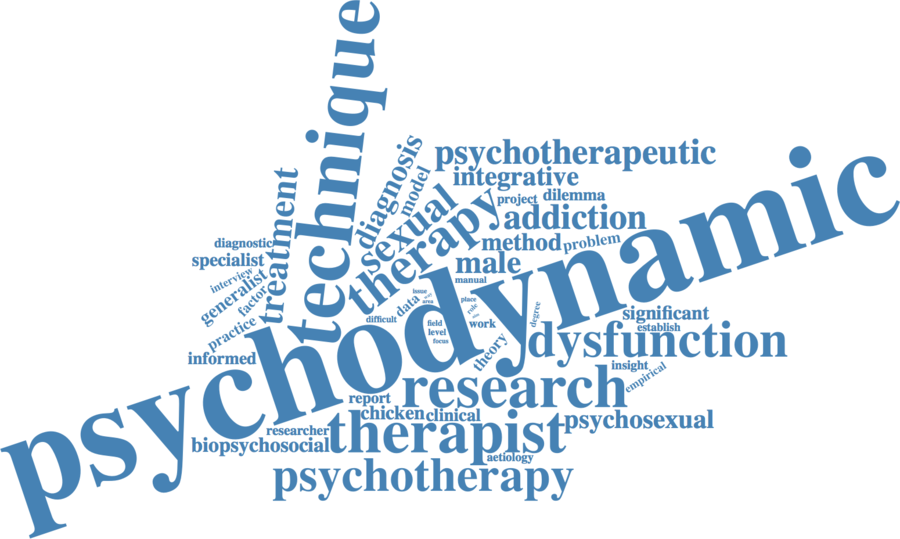 technique
psychodynamic
psychotherapeutic
integrative
diagnosis
model
sexual
therapy
project
dilemma
addiction
method
problem
male
manual
treatment
diagnostic
specialist
interview
generalist
factor
practice
informed
difficult
data
issue
area
place
role
field
level
focus
work
theory
degree
significant
establish
dysfunction
insight
empirical
research
report
chicken
clinical
psychosexual
researcher
biopsychosocial
therapist
aetiology
psychotherapy